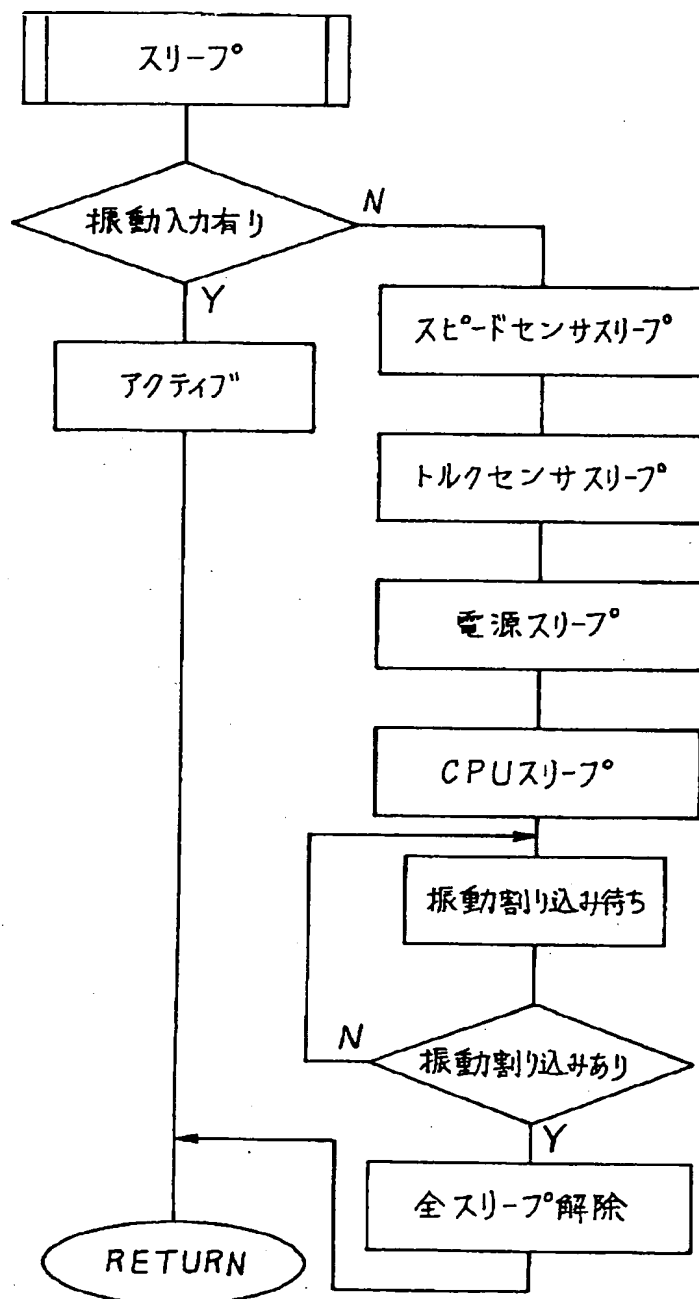 スリープ
振動入力有り
N
Y
スピードセンサスリープ
アクティブ
トルクセンサスリープ
電源スリープ
CPUスリープ
振動割り込み待ち
N
振動割り込みあり
Y
全スリープ解除
RETURN